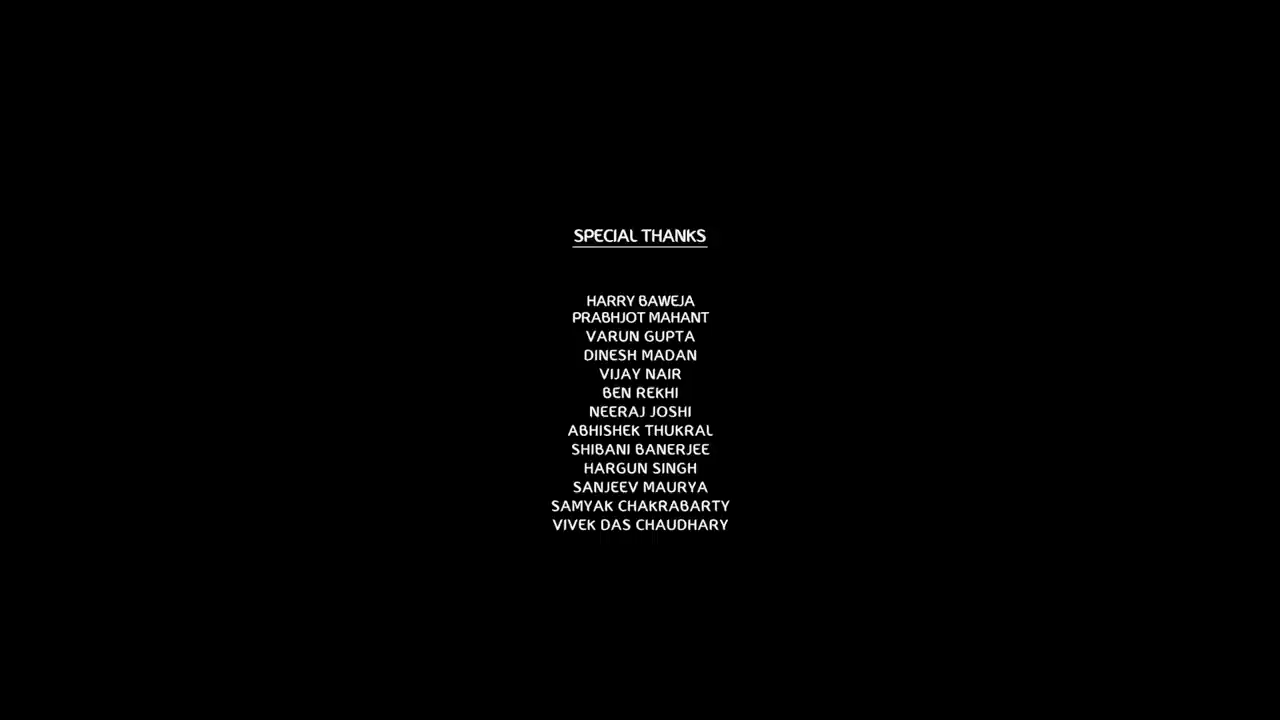 SPECIAL THANKS
HARRY BAWEJA
PRABHJOT MAHANT
VARUN GUPTA
DINESH MADAN
VIJAY NAIR
BEN REKHI
NEERAJ JOSHI
ABHISHEK THUKRAL
SHIBANI BANERJEE
HARGUN SINGH
SANJEEV MAURYA
SAMYAK CHAKRABARTY
VIVEK DAS CHAUDHARY